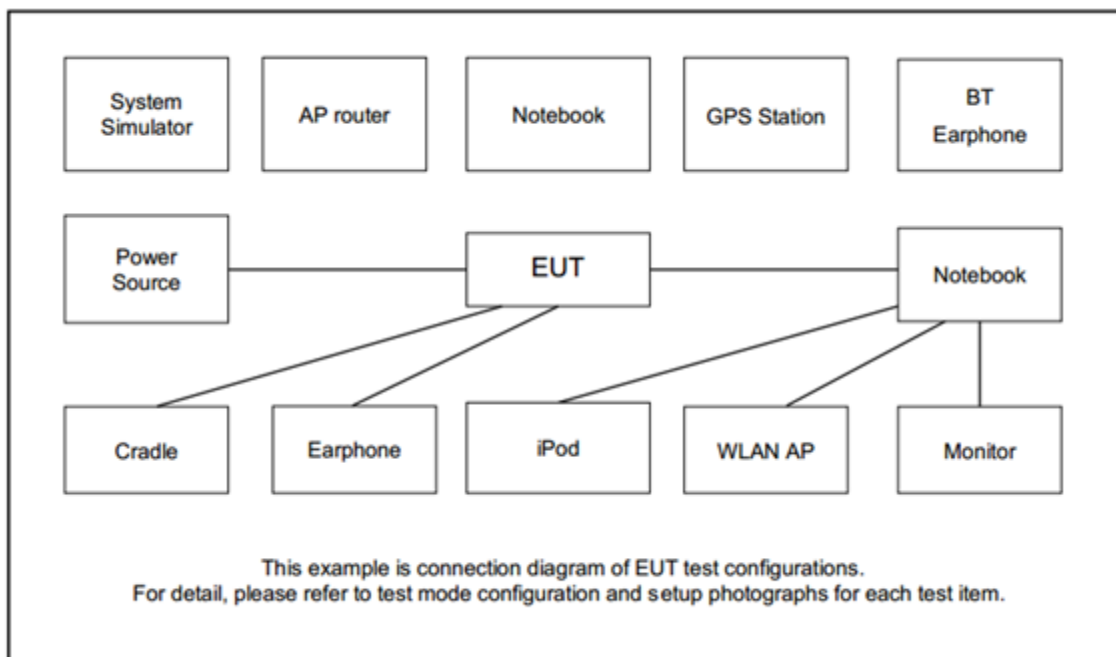 System
Simulator
AP router
Notebook
GPS Station
BT
Earphone
Power
Source
EUT
Notebook
Cradle
Earphone
iPod
WLAN AP
Monitor
This example is connection diagram of EUT test configurations.
For detail, please refer to test mode configuration and setup photographs for each test item.